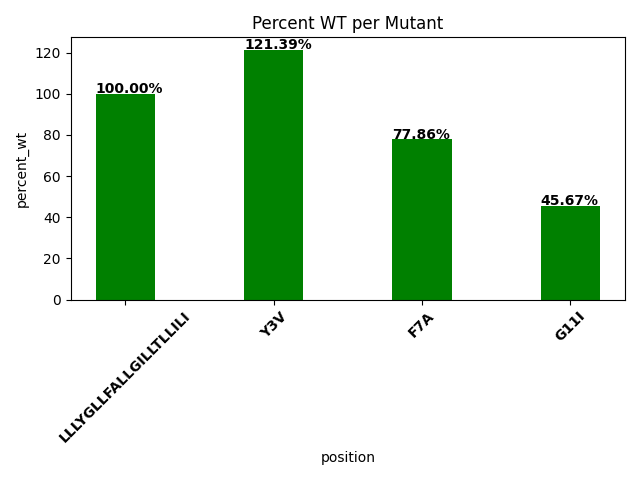 Percent WT per Mutant
percent_wt
120
100
80
60
40
20
0
100.00%
121.39%
77.86%
45.67%
LLLYGLLFALLGILLTLLILI
Y3V
F7A
G11I
position